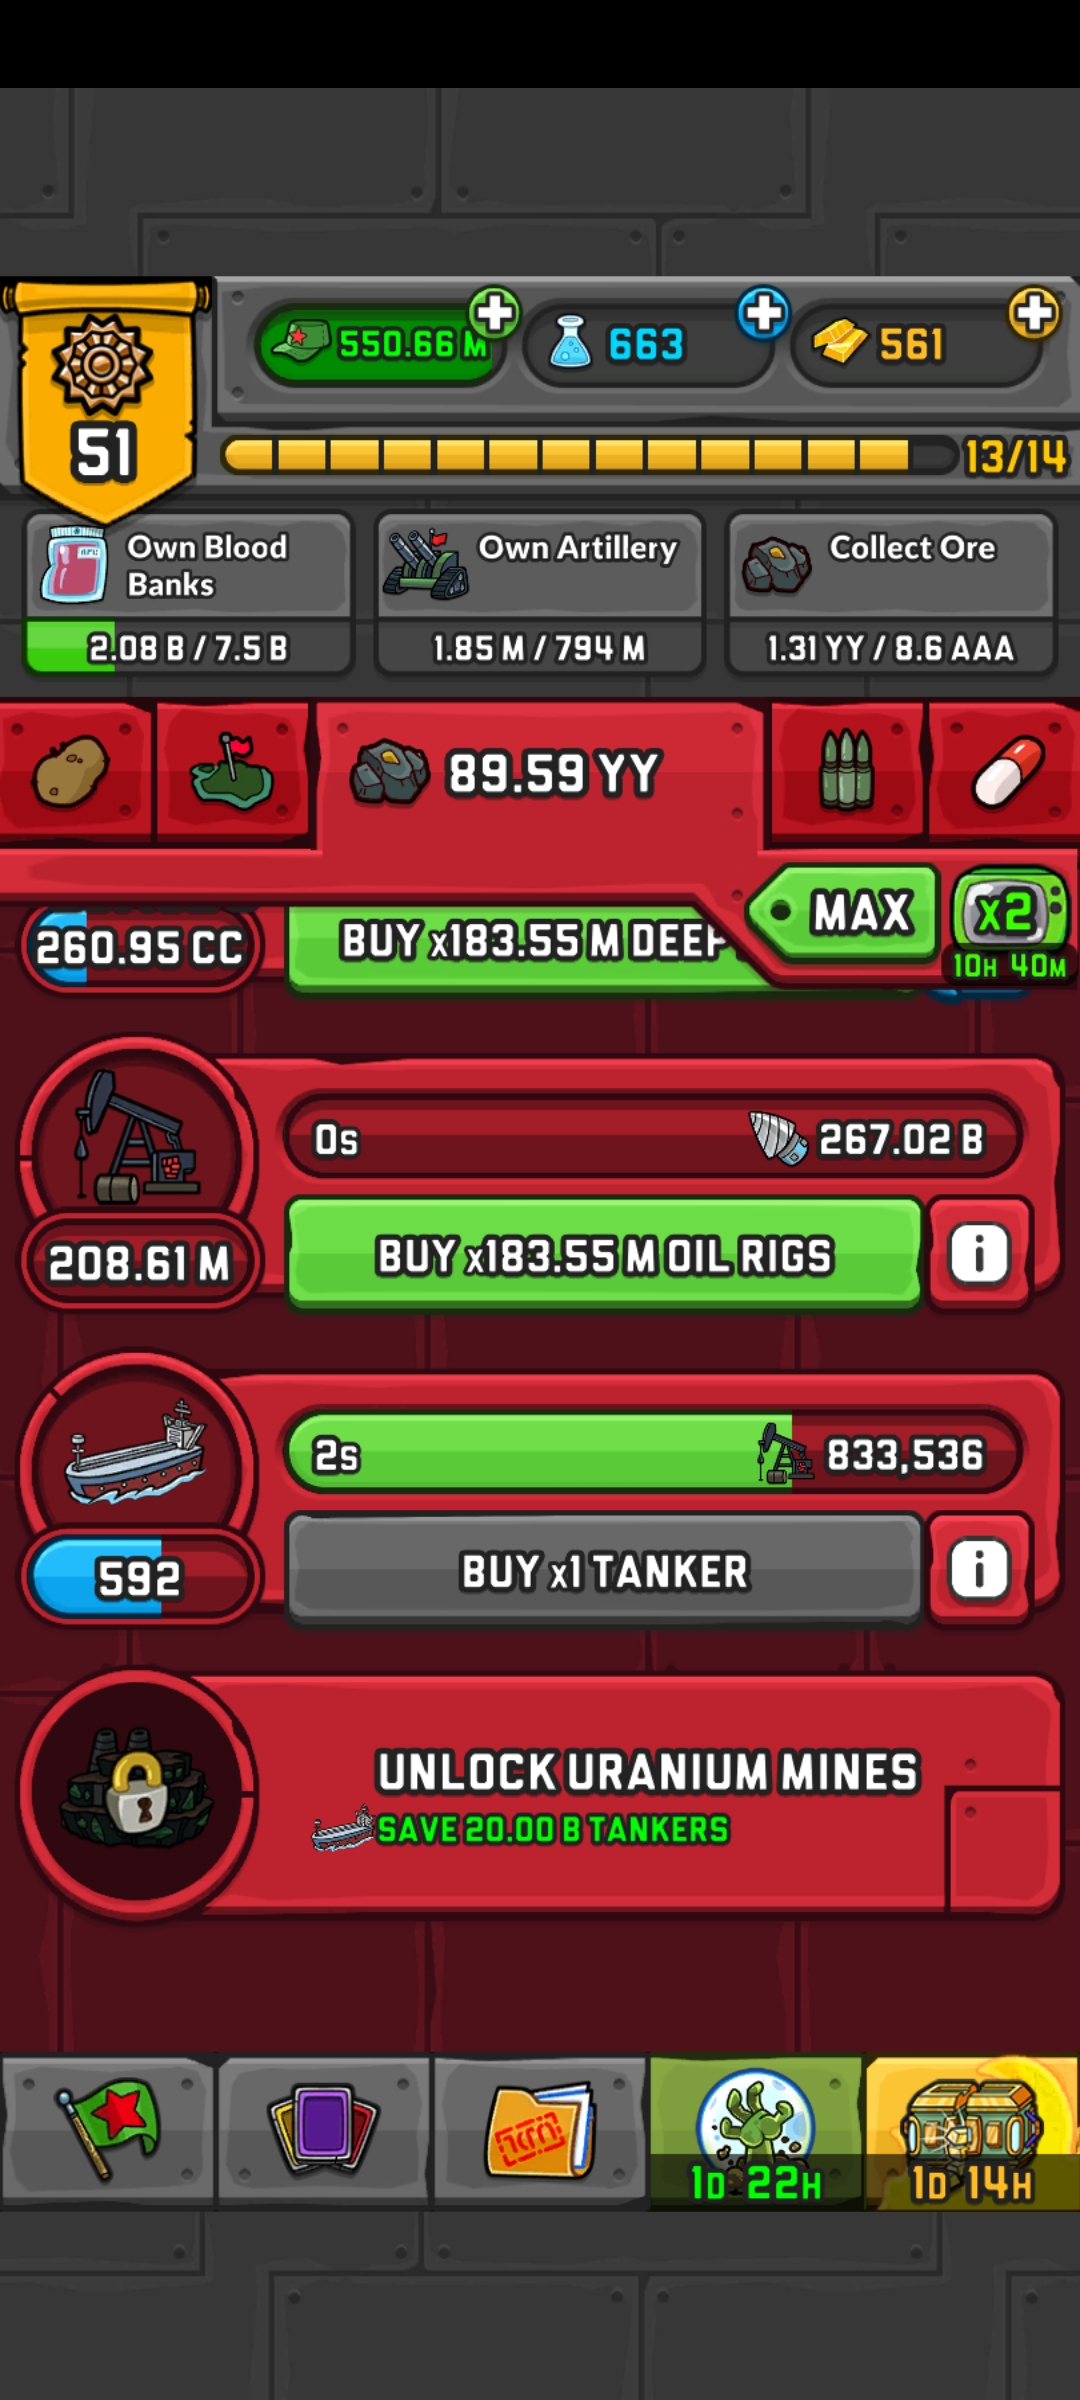 550.66 M
663
561
51
13/14
Own Blood
Banks
Own Artillery
Collect Ore
2.08 B / 7.5 B
1.85 M / 794 M
1.31 YY / 8.6 AAA
89.59 YY
MAX
x2
10H 40M
260.95 CC
BUY x183.55 M DEEP
0s
267.02 B
208.61 M
BUY x183.55 M OIL RIGS
i
2s
833,536
592
BUY x1 TANKER
i
UNLOCK URANIUM MINES
SAVE 20.00 B TANKERS
1D 22H
1D 14H